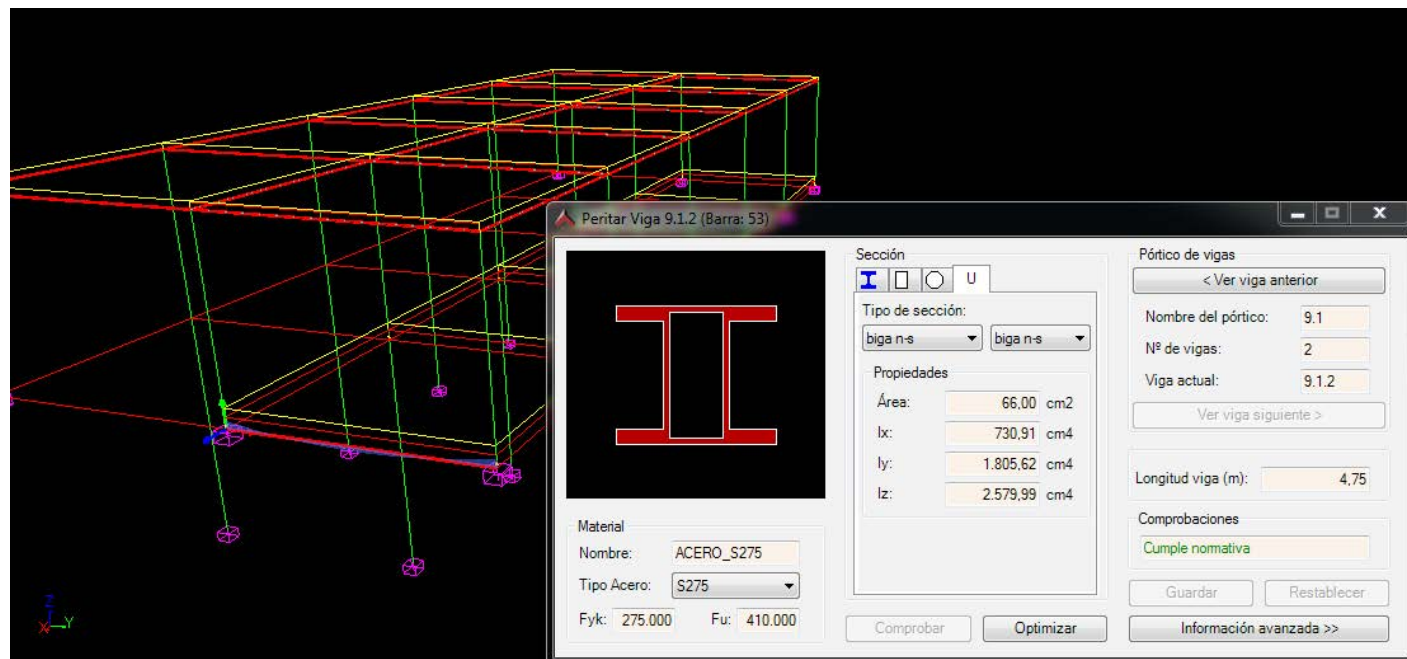 Peritar Viga 9.1.2 (Barra: 53)
Sección
U
Tipo de sección:
biga n-s
biga n-s
Propiedades
Área: 66,00 cm2
Ix: 730,91 cm4
Iy: 1.805,62 cm4
Iz: 2.579,99 cm4
Material
Nombre: ACERO_S275
Tipo Acero: S275
Fyk: 275.000 Fu: 410.000
Comprobar
Optimizar
Pórtico de vigas
< Ver viga anterior
Nombre del pórtico: 9.1
Nº de vigas: 2
Viga actual: 9.1.2
Ver viga siguiente >
Longitud viga (m): 4,75
Comprobaciones
Cumple normativa
Guardar
Restablecer
Información avanzada >>
Z
X
Y